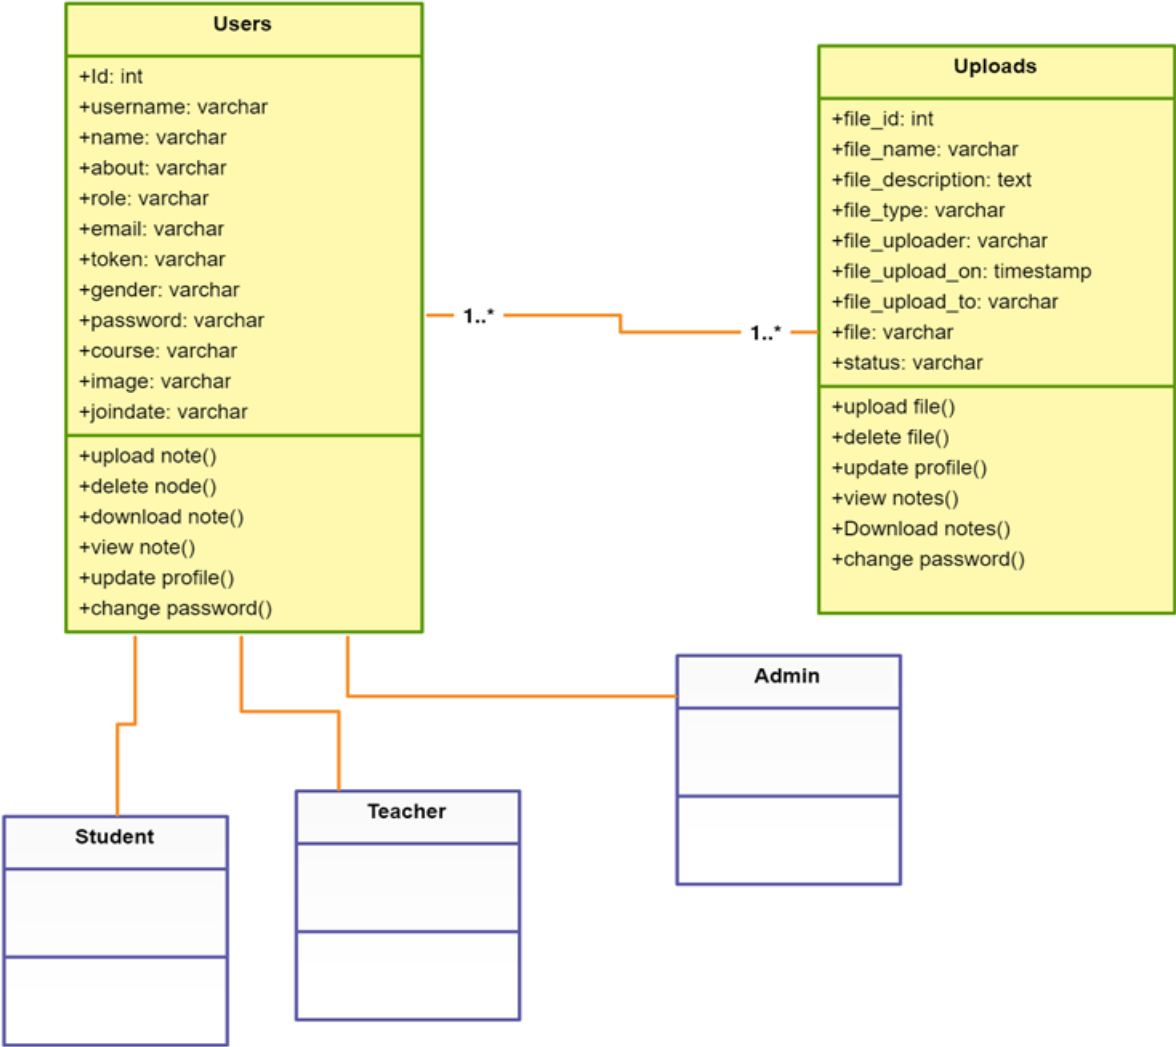 Users
+Id: int
+username: varchar
+name: varchar
+about: varchar
+role: varchar
+email: varchar
+token: varchar
+gender: varchar
+password: varchar
+course: varchar
+image: varchar
+joindate: varchar
+upload note()
+delete node()
+download note()
+view note()
+update profile()
+change password()
1..*
1..*
Uploads
+file_id: int
+file_name: varchar
+file_description: text
+file_type: varchar
+file_uploader: varchar
+file_upload_on: timestamp
+file_upload_to: varchar
+file: varchar
+status: varchar
+upload file()
+delete file()
+update profile()
+view notes()
+Download notes()
+change password()
Admin
Teacher
Student